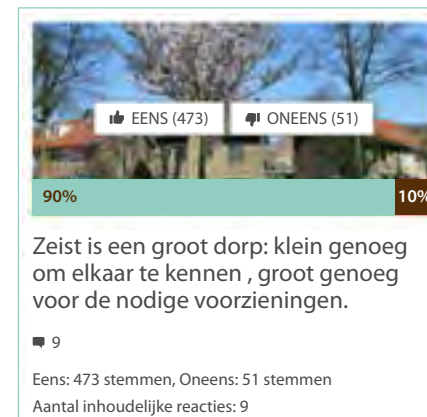 EENS (473) ONEENS (51)
90% 10%
Zeist is een groot dorp: klein genoeg
om elkaar te kennen , groot genoeg
voor de nodige voorzieningen.
9
Eens: 473 stemmen, Oneens: 51 stemmen
Aantal inhoudelijke reacties: 9